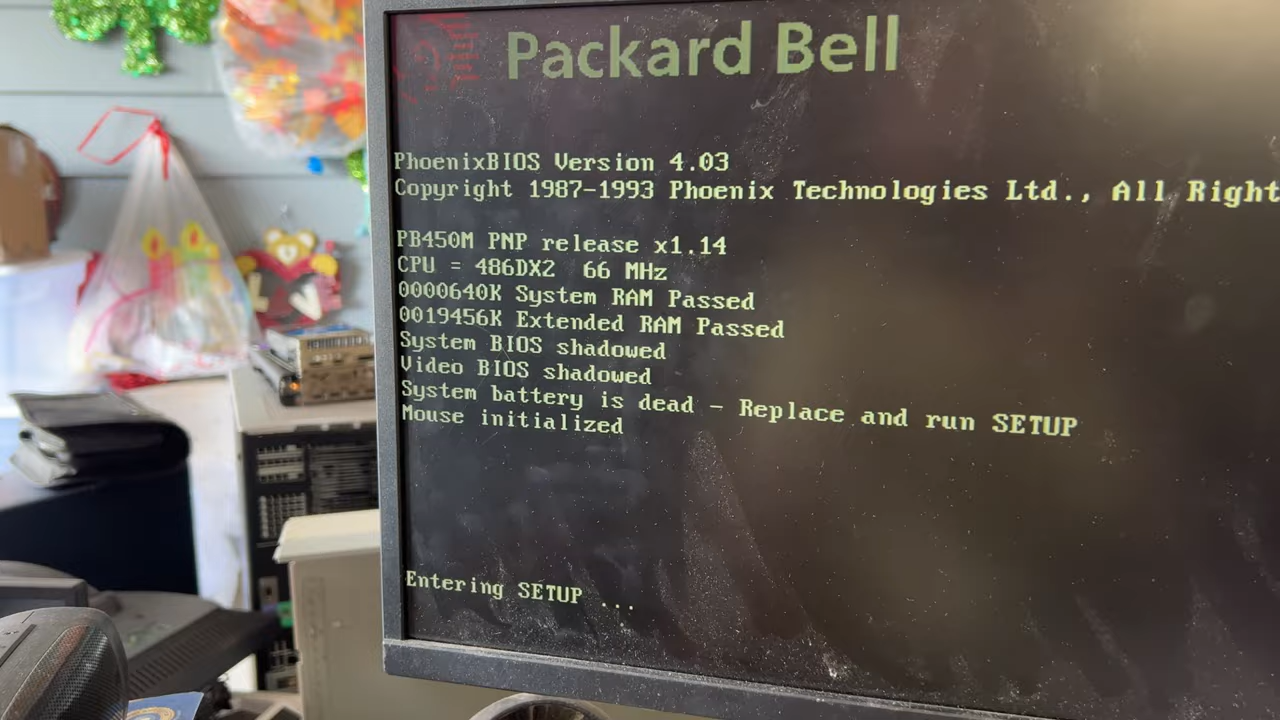 Packard Bell
PhoenixBIOS Version 4.03
Copyright 1987-1993 Phoenix Technologies Ltd., All Right
PB450M PNP release x1.14
CPU = 486DX2 66 MHz
0000640K System RAM Passed
0019456K Extended RAM Passed
System BIOS shadowed
Video BIOS shadowed
System battery is dead - Replace and run SETUP
Mouse initialized
Entering SETUP ...
L V